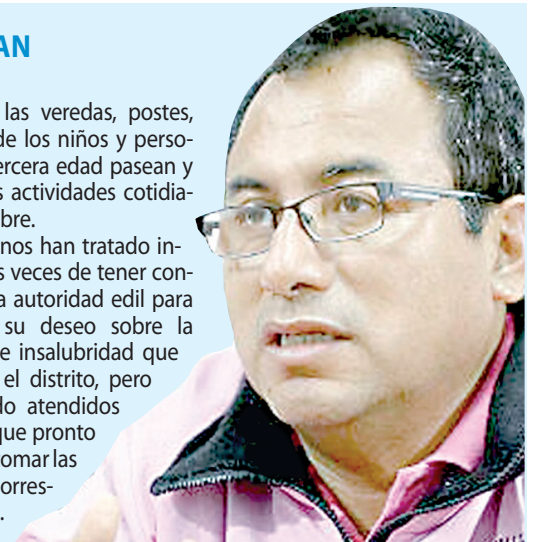 AN
las veredas, postes,
de los niños y perso-
ercera edad pasean y
s actividades cotidia-
bre.
nos han tratado in-
s veces de tener con-
a autoridad edil para
su deseo sobre la
e insalubridad que
el distrito, pero
do atendidos
que pronto
tomar las
orres-
.